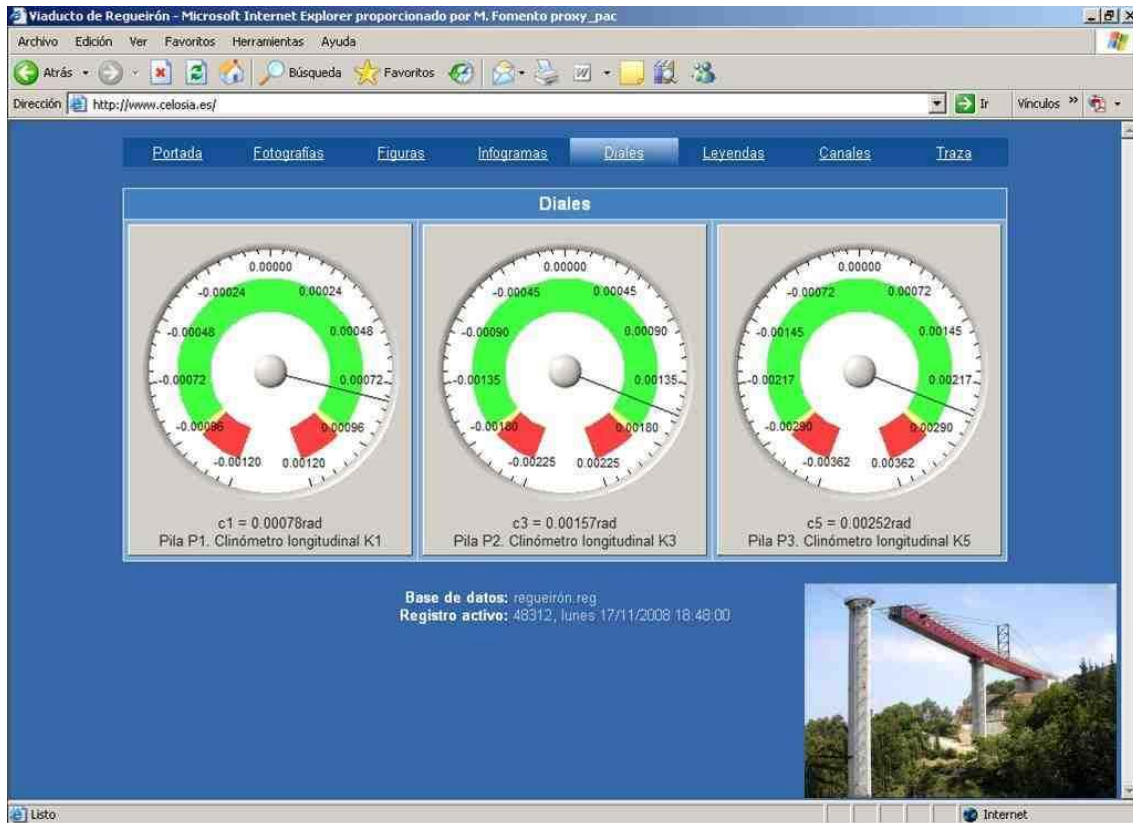 Viaducto de Regueirón - Microsoft Internet Explorer proporcionado por M. Fomento proxy_pac
Archivo Edición Ver Favoritos Herramientas Ayuda
Atrás Búsqueda Favoritos
Dirección http://www.celosia.es/ Ir Vínculos »
Portada Fotografías Figuras Infogramas Diales Leyendas Canales Traza
Diales
0.00000
-0.00024 0.00024
-0.00048 0.00048
-0.00072 0.00072
-0.00096 0.00096
-0.00120 0.00120
c1 = 0.00078rad
Pila P1. Clinómetro longitudinal K1
0.00000
-0.00045 0.00045
-0.00090 0.00090
-0.00135 0.00135
-0.00180 0.00180
-0.00225 0.00225
c3 = 0.00157rad
Pila P2. Clinómetro longitudinal K3
0.00000
-0.00072 0.00072
-0.00145 0.00145
-0.00217 0.00217
-0.00290 0.00290
-0.00362 0.00362
c5 = 0.00252rad
Pila P3. Clinómetro longitudinal K5
Base de datos: regueirón.reg
Registro activo: 48312, lunes 17/11/2008 18:48:00
Listo Internet